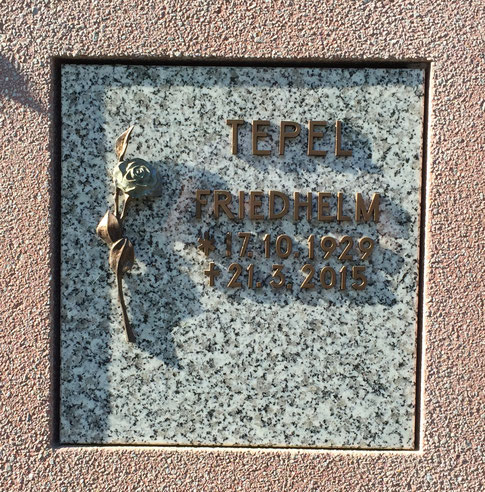 TEPEL
FRIEDHELM
* 17.10.1929
† 21.3.2015